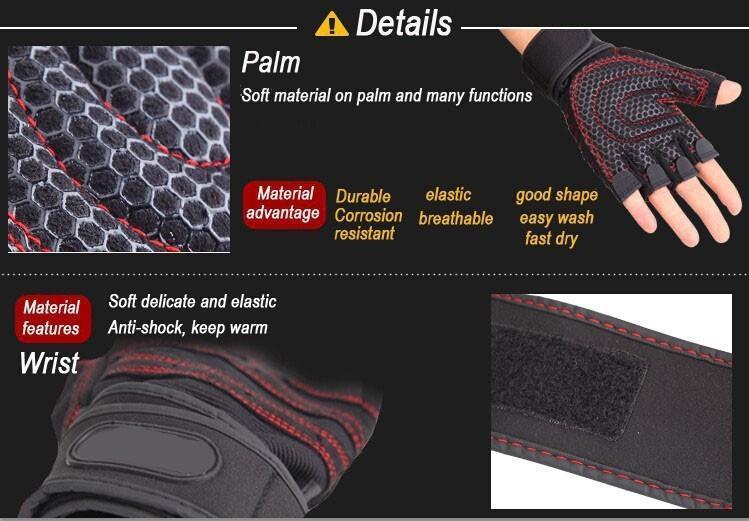 Details
Palm
Soft material on palm and many functions
Material
advantage
Durable
Corrosion
resistant
elastic
breathable
good shape
easy wash
fast dry
Material
features
Soft delicate and elastic
Anti-shock, keep warm
Wrist